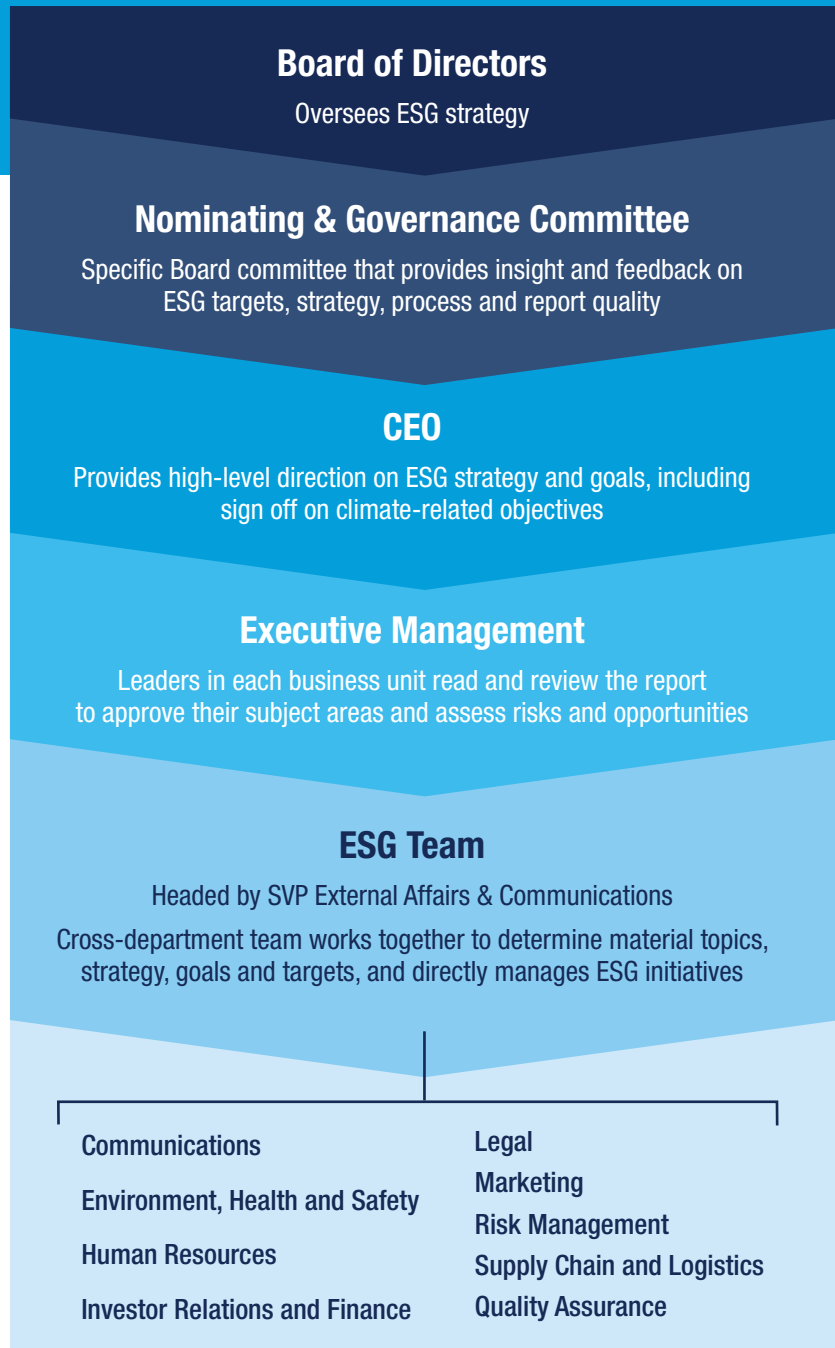 Board of Directors
Oversees ESG strategy
Nominating & Governance Committee
Specific Board committee that provides insight and feedback on
ESG targets, strategy, process and report quality
CEO
Provides high-level direction on ESG strategy and goals, including
sign off on climate-related objectives
Executive Management
Leaders in each business unit read and review the report
to approve their subject areas and assess risks and opportunities
ESG Team
Headed by SVP External Affairs & Communications
Cross-department team works together to determine material topics,
strategy, goals and targets, and directly manages ESG initiatives
Communications
Environment, Health and Safety
Human Resources
Investor Relations and Finance
Legal
Marketing
Risk Management
Supply Chain and Logistics
Quality Assurance